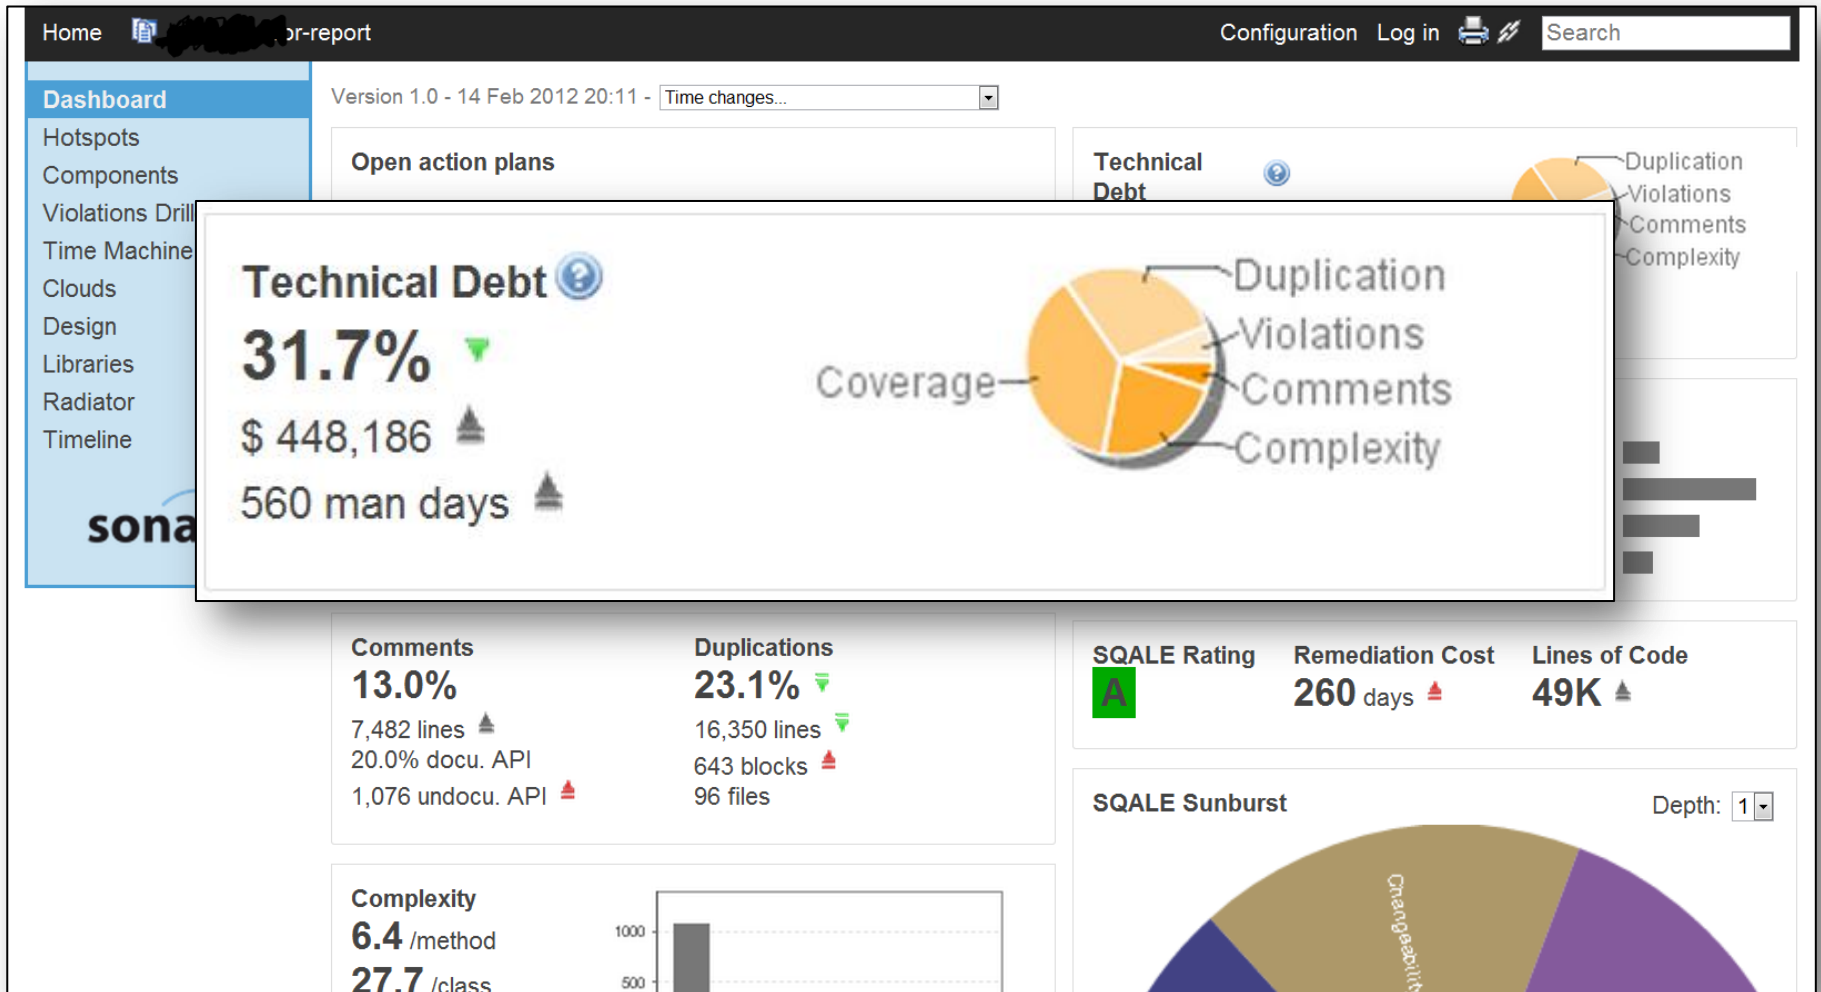 Home
or-report
Configuration
Log in
Search
Dashboard
Hotspots
Components
Violations Drill
Time Machine
Clouds
Design
Libraries
Radiator
Timeline
sona
Version 1.0 - 14 Feb 2012 20:11 - Time changes...
Open action plans
Technical
Debt
Duplication
Violations
Comments
Complexity
Technical Debt ?
31.7%
$ 448,186
560 man days
Coverage
Duplication
Violations
Comments
Complexity
Comments
13.0%
7,482 lines
20.0% docu. API
1,076 undocu. API
Duplications
23.1%
16,350 lines
643 blocks
96 files
SQALE Rating
A
Remediation Cost
260 days
Lines of Code
49K
Complexity
6.4 /method
27.7 /class
1000
500
SQALE Sunburst
Depth: 1
Changeability